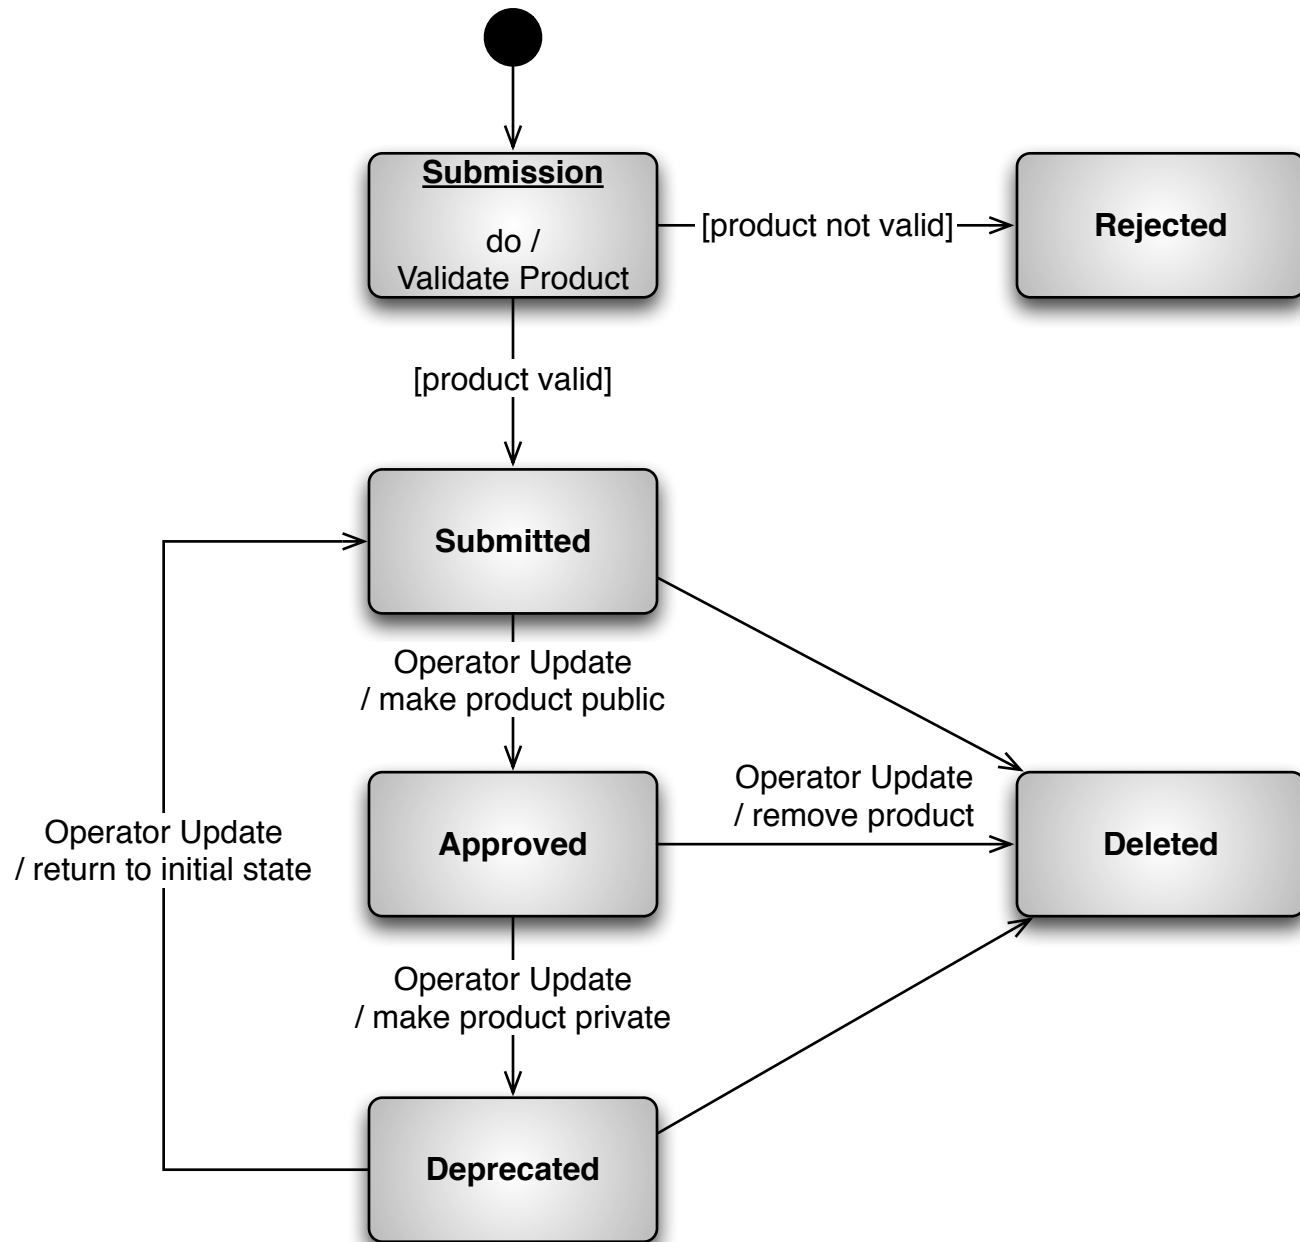 Submission
do /
Validate Product
[product not valid]
Rejected
[product valid]
Submitted
Operator Update
/ make product public
Operator Update
/ remove product
Operator Update
/ return to initial state
Approved
Deleted
Operator Update
/ make product private
Deprecated